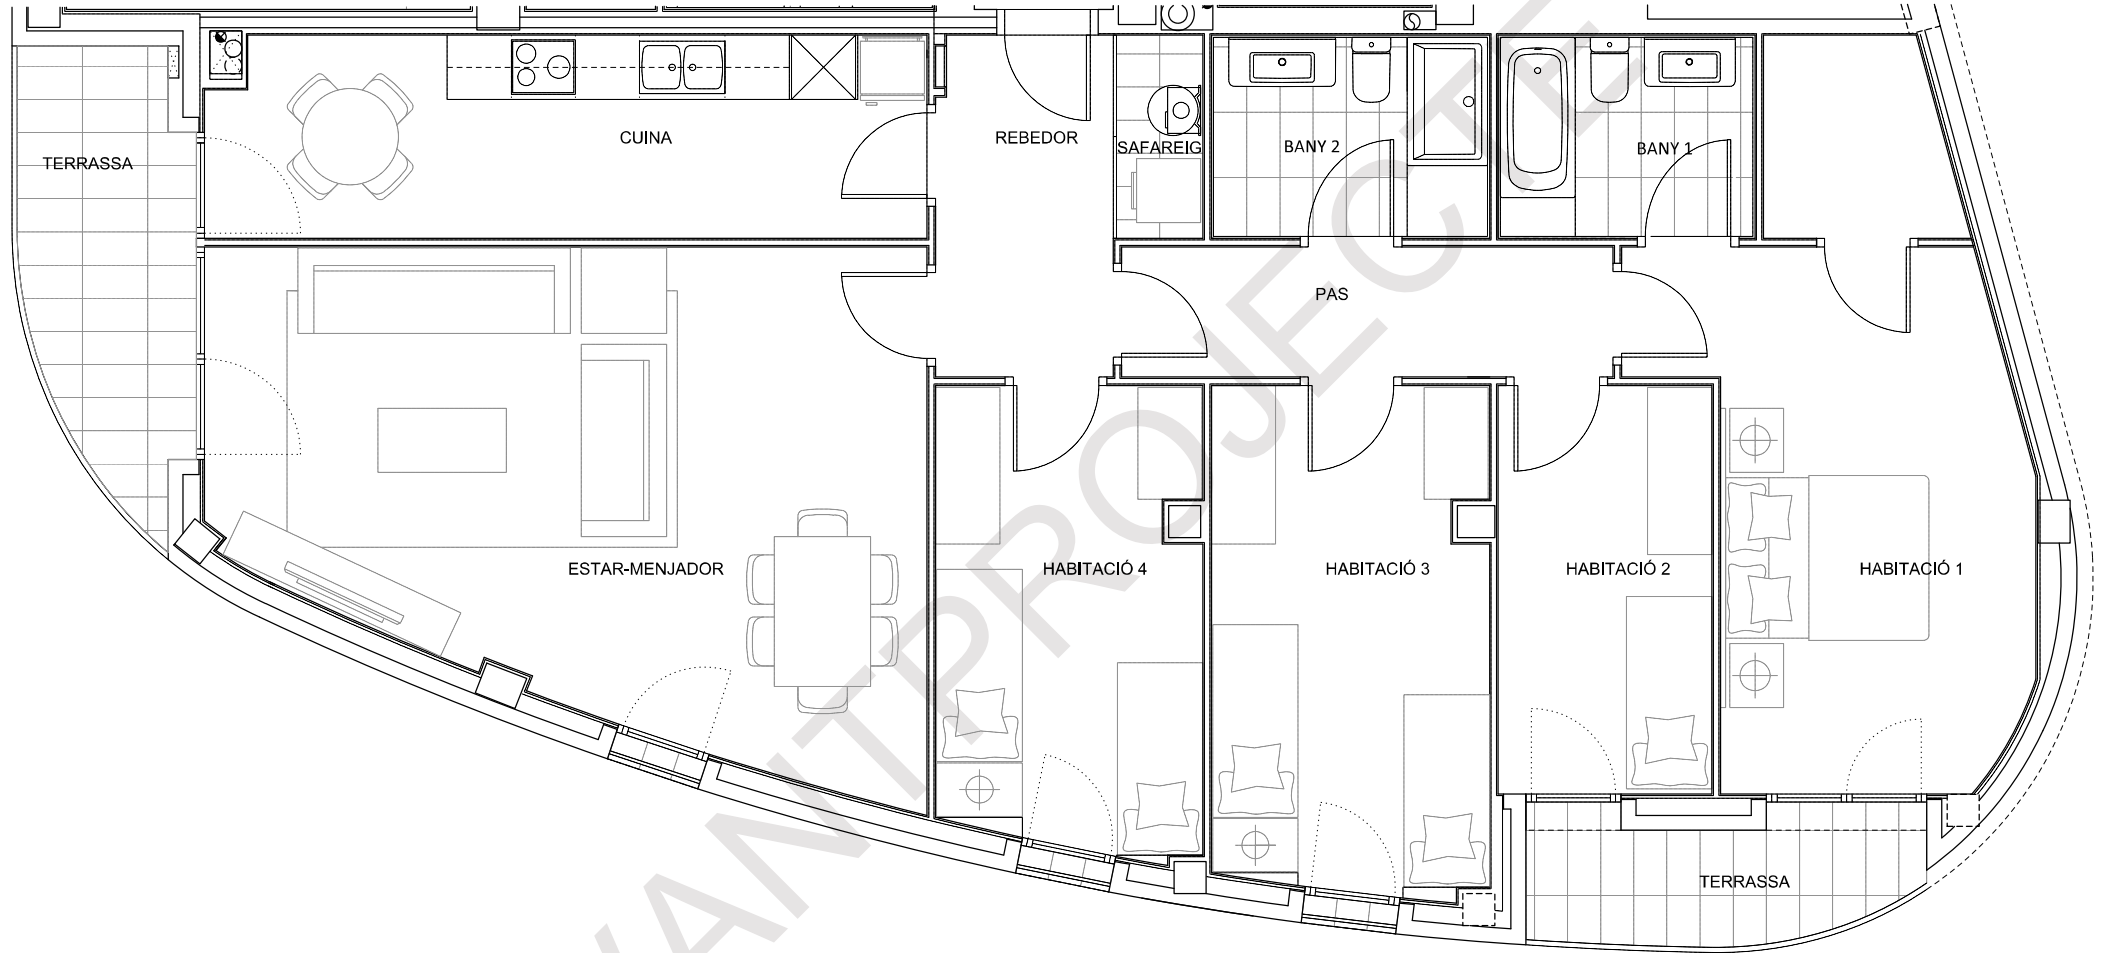 TERRASSA
CUINA
REBEDOR
SAFAREIG
BANY 2
BANY 1
PAS
ESTAR-MENJADOR
HABITACIÓ 4
HABITACIÓ 3
HABITACIÓ 2
HABITACIÓ 1
TERRASSA
AVANTPROJECTE